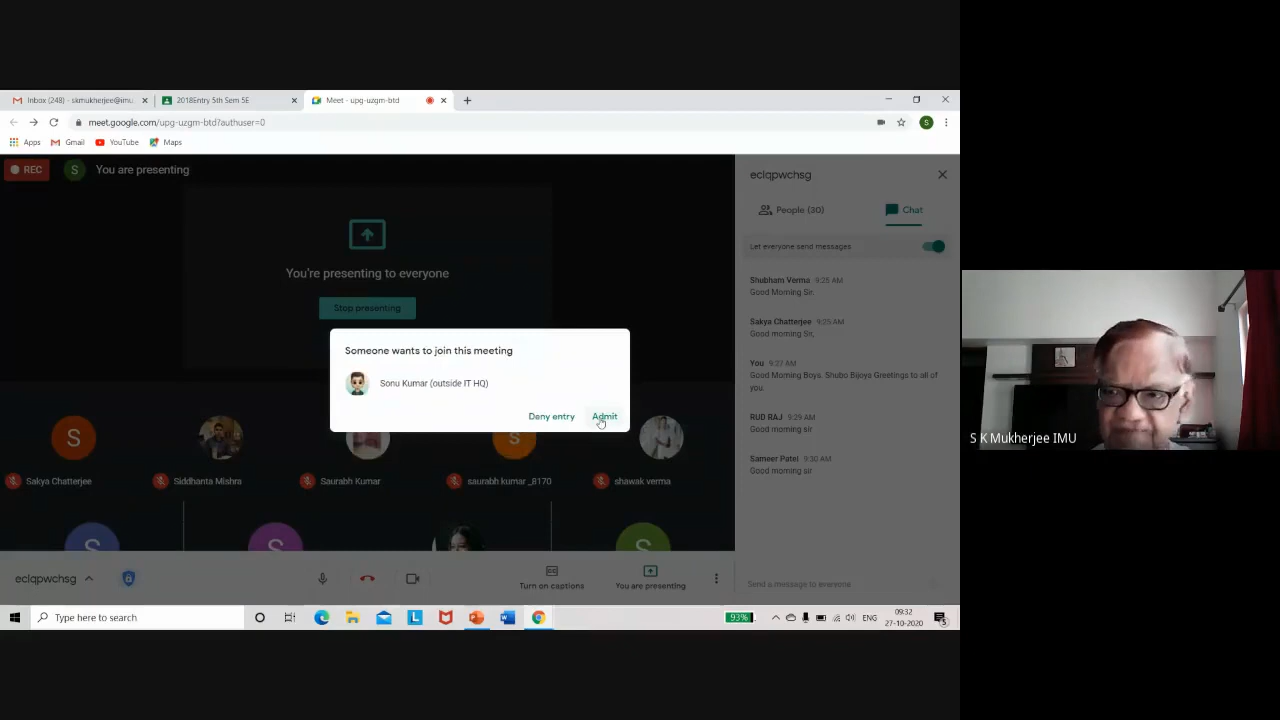 Inbox (248) - skmukherjee@imu.
2018Entry 5th Sem 5E
Meet - upg-uzgm-btd
meet.google.com/upg-uzgm-btd?authuser=0
Apps
Gmail
YouTube
Maps
REC
S
You are presenting
eclqpwchsg
People (30)
Chat
Let everyone send messages
You're presenting to everyone
Stop presenting
Shubham Verma 9:25 AM
Good Morning Sir.
Sakya Chatterjee 9:25 AM
Good morning Sir,
You 9:27 AM
Good Morning Boys. Shubo Bijoya Greetings to all of
you.
RUD RAJ 9:29 AM
Good morning sir
Sameer Patel 9:30 AM
Good morning sir
Someone wants to join this meeting
Sonu Kumar (outside IT HQ)
Deny entry
Admit
S
S
Sakya Chatterjee
Siddhanta Mishra
Saurabh Kumar
saurabh kumar _8170
shawak verma
S K Mukherjee IMU
eclqpwchsg
Turn on captions
You are presenting
Send a message to everyone
Type here to search
93%
ENG
09:32
27-10-2020